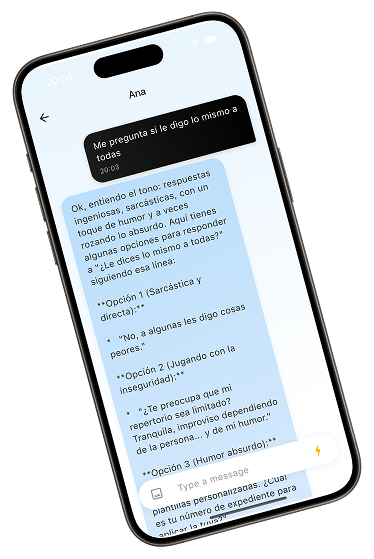 20:04
Ana
Me pregunta si le digo lo mismo a
todas
20:03
Ok, entiendo el tono: respuestas
ingeniosas, sarcásticas, con un
toque de humor y a veces
rozando lo absurdo. Aquí tienes
algunas opciones para responder
a "¿Le dices lo mismo a todas?"
siguiendo esa línea:
**Opción 1 (Sarcástica y
directa):**
* "No, a algunas les digo cosas
peores."
**Opción 2 (Jugando con la
inseguridad):**
* "¿Te preocupa que mi
repertorio sea limitado?
Tranquila, improviso dependiendo
de la persona... y de mi humor."
**Opción 3 (Humor absurdo):**
Type a message
plantillas personalizadas. ¿Cuál
es tu número de expediente para
aplicar la tuya?"